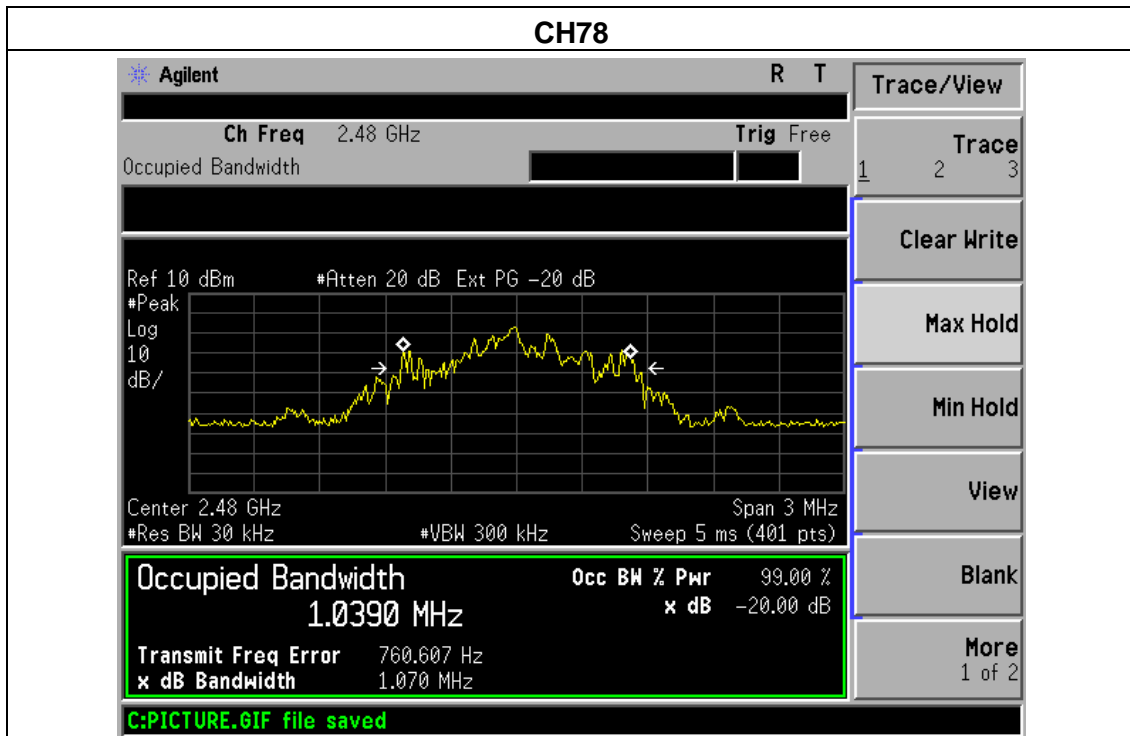 CH78
Agilent R T
Trace/View
Ch Freq 2.48 GHz Trig Free
Occupied Bandwidth
Trace
1 2 3
Clear Write
Ref 10 dBm #Atten 20 dB Ext PG -20 dB
#Peak
Log
10
dB/
Max Hold
Min Hold
View
Center 2.48 GHz Span 3 MHz
#Res BW 30 kHz #VBW 300 kHz Sweep 5 ms (401 pts)
Occupied Bandwidth Occ BW % Pwr 99.00 %
1.0390 MHz x dB -20.00 dB
Blank
Transmit Freq Error 760.607 Hz
x dB Bandwidth 1.070 MHz
More
1 of 2
C:PICTURE.GIF file saved